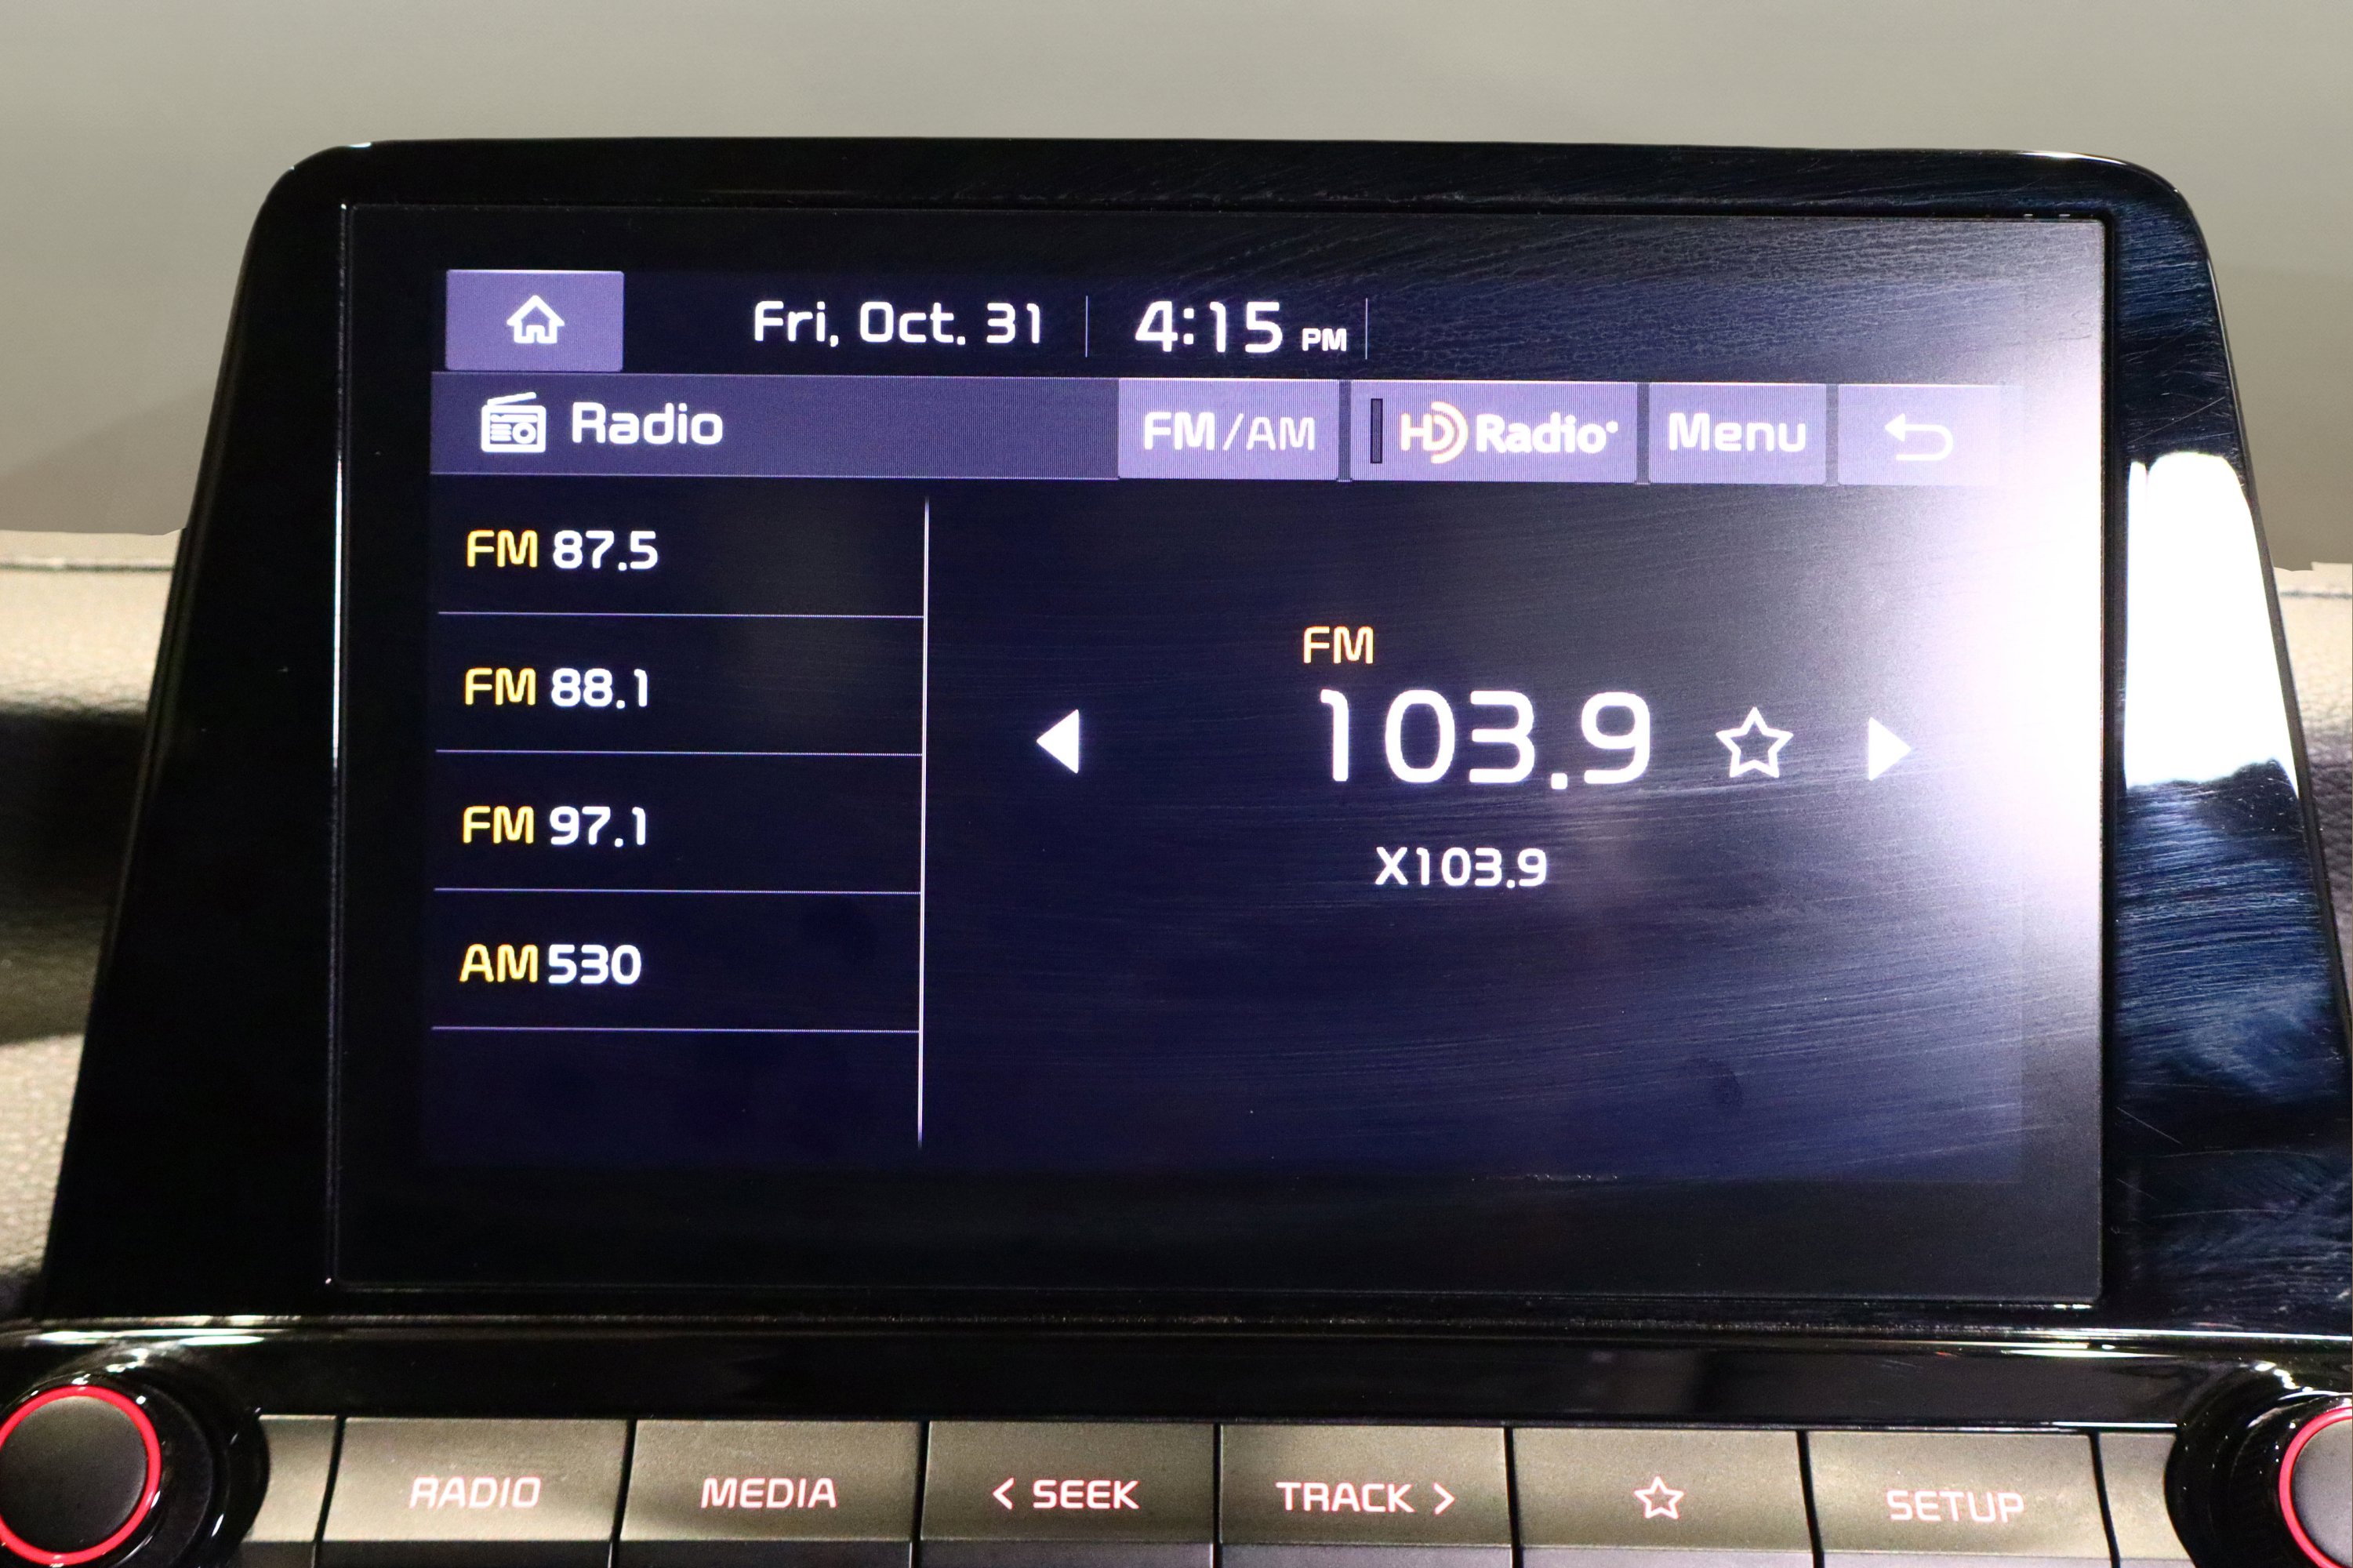 Fri, Oct. 31 4:15 PM
Radio FM/AM HD Radio Menu
FM 87.5
FM 88.1
FM 97.1
AM 530
FM
103.9
X103.9
RADIO MEDIA < SEEK TRACK > SETUP